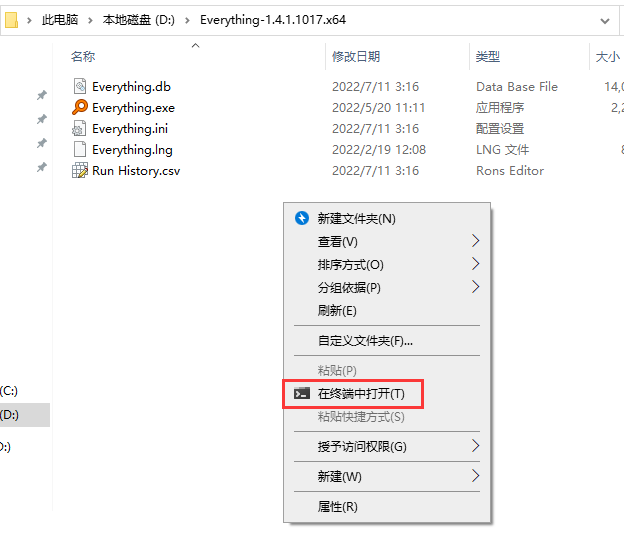 此电脑 › 本地磁盘 (D:) › Everything-1.4.1.1017.x64
名称 修改日期 类型 大小
Everything.db 2022/7/11 3:16 Data Base File 14,0
Everything.exe 2022/5/20 11:11 应用程序 2,2
Everything.ini 2022/7/11 3:16 配置设置
Everything.lng 2022/2/19 12:08 LNG 文件 8
Run History.csv 2022/7/11 3:16 Rons Editor
新建文件夹(N)
查看(V)
排序方式(O)
分组依据(P)
刷新(E)
自定义文件夹(F)...
粘贴(P)
(C:)
在终端中打开(T)
(D:)
粘贴快捷方式(S)
授予访问权限(G)
D:)
新建(W)
属性(R)